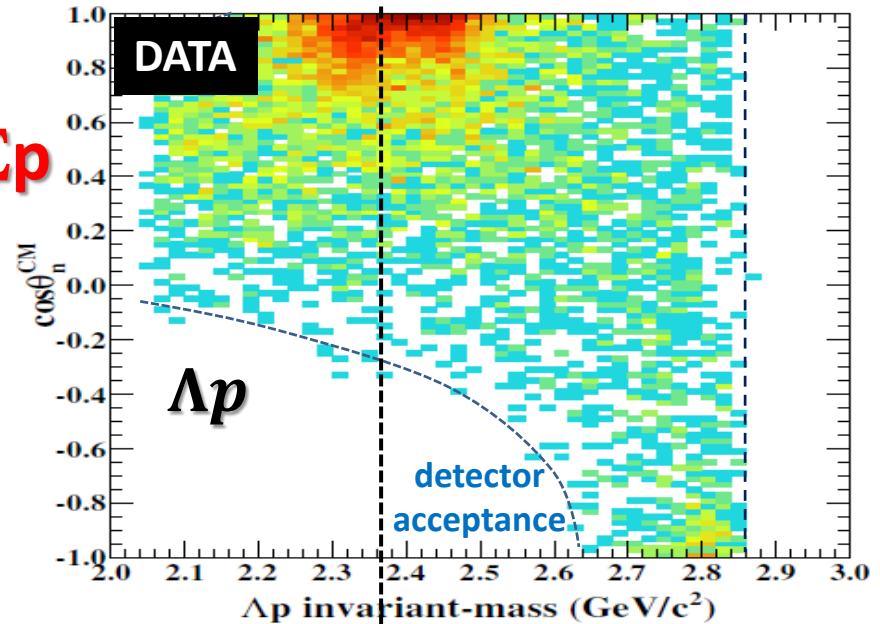 DATA
Σp
cosθₙᶜᴹ
1.0
0.8
0.6
0.4
0.2
0.0
-0.2
-0.4
-0.6
-0.8
-1.0
Λp
detector
acceptance
2.0 2.1 2.2 2.3 2.4 2.5 2.6 2.7 2.8 2.9 3.0
Λp invariant-mass (GeV/c²)